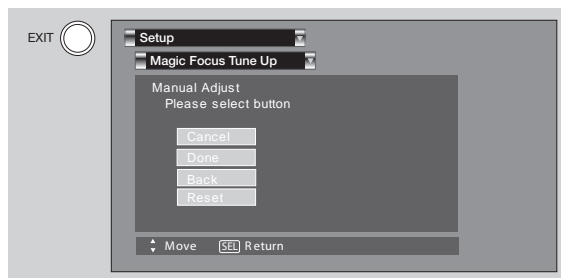 EXIT
Setup
Magic Focus Tune Up
Manual Adjust
Please select button
Cancel
Done
Back
Reset
Move SEL Return